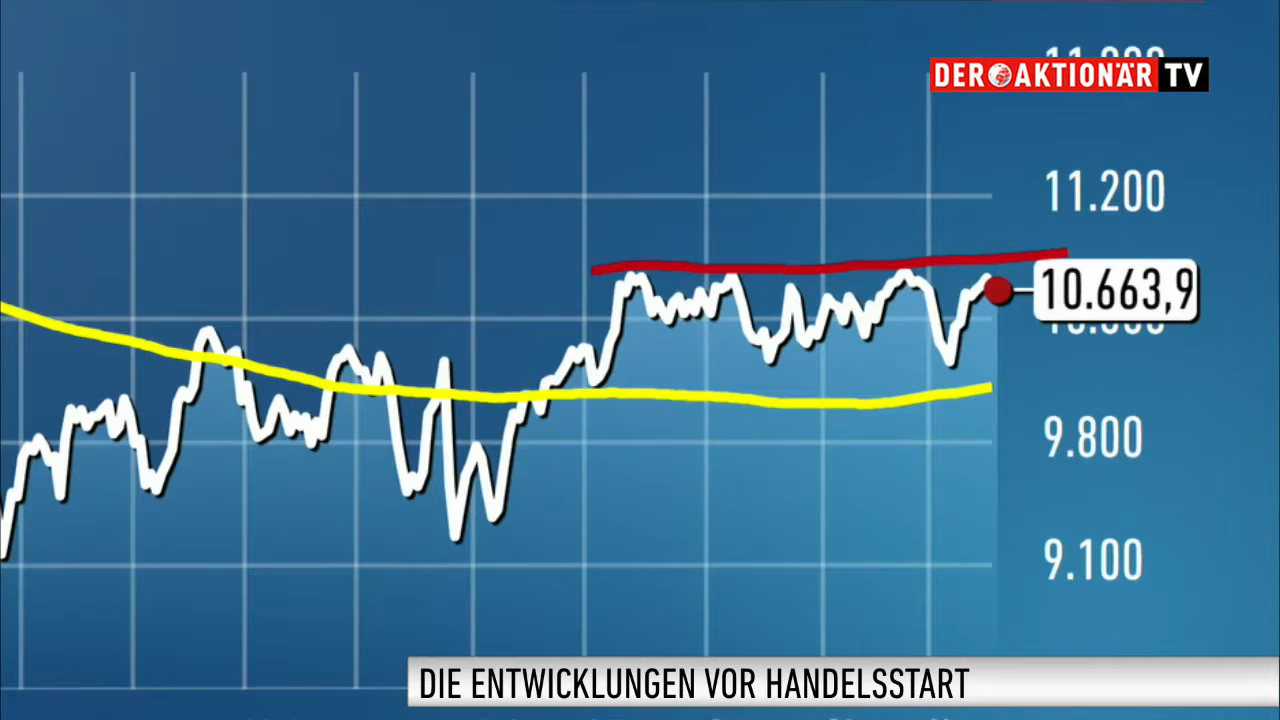 DER AKTIONÄR TV
11.200
10.663,9
9.800
9.100
DIE ENTWICKLUNGEN VOR HANDELSSTART